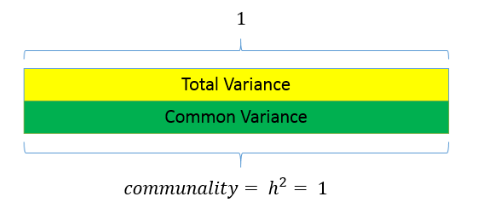 1
Total Variance
Common Variance
communality = h² = 1